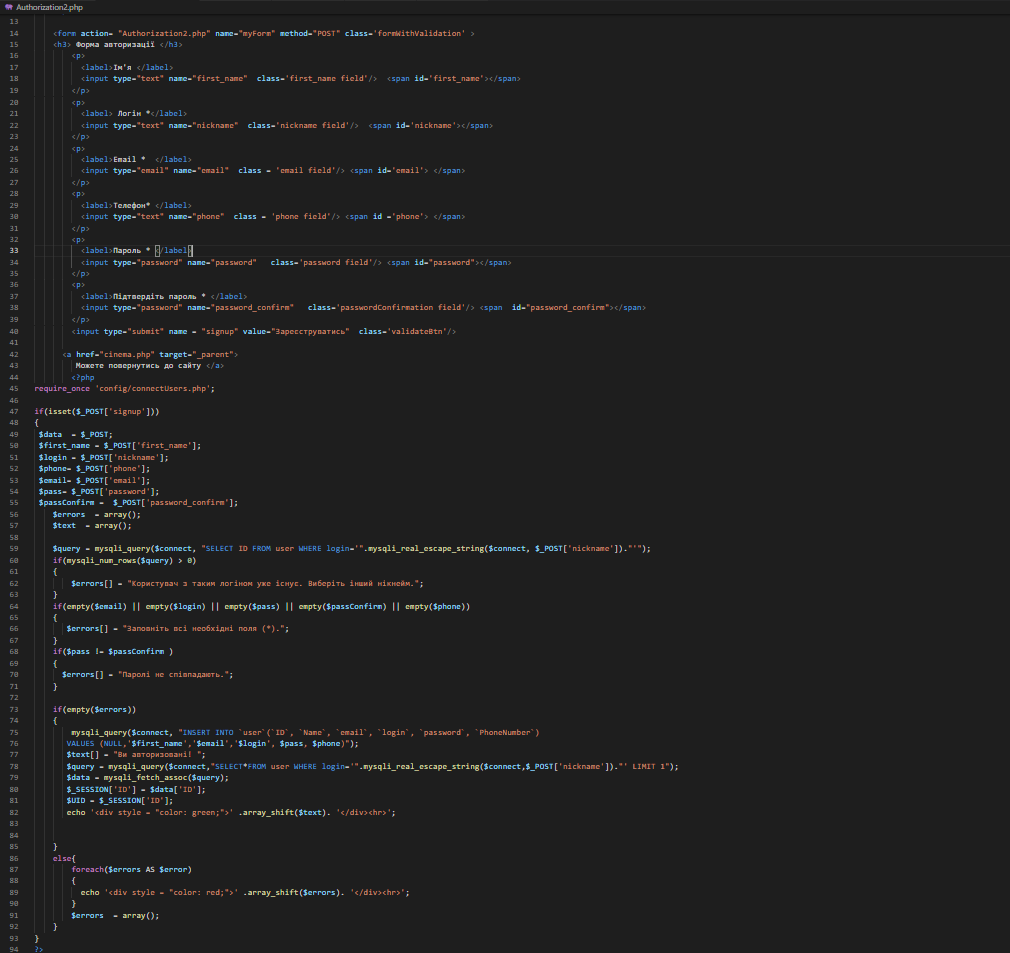 Authorization2.php
13
14 <form action= "Authorization2.php" name="myForm" method="POST" class='formWithValidation' >
15 <h3> Форма авторизації </h3>
16 <p>
17 <label>Ім'я </label>
18 <input type="text" name="first_name" class='first_name field'/> <span id='first_name'></span>
19 </p>
20 <p>
21 <label> Логін *</label>
22 <input type="text" name="nickname" class='nickname field'/> <span id='nickname'></span>
23 </p>
24 <p>
25 <label>Email * </label>
26 <input type="email" name="email" class = 'email field'/> <span id='email'> </span>
27 </p>
28 <p>
29 <label>Телефон* </label>
30 <input type="text" name="phone" class = 'phone field'/> <span id ='phone'> </span>
31 </p>
32 <p>
33 <label>Пароль * </label>
34 <input type="password" name="password" class='password field'/> <span id="password"></span>
35 </p>
36 <p>
37 <label>Підтвердіть пароль * </label>
38 <input type="password" name="password_confirm" class='passwordConfirmation field'/> <span id="password_confirm"></span>
39 </p>
40 <input type="submit" name = "signup" value="Зареєструватись" class='validateBtn'/>
41
42 <a href="cinema.php" target="_parent">
43 Можете повернутись до сайту </a>
44 <?php
45 require_once 'config/connectUsers.php';
46
47 if(isset($_POST['signup']))
48 {
49 $data = $_POST;
50 $first_name = $_POST['first_name'];
51 $login = $_POST['nickname'];
52 $phone= $_POST['phone'];
53 $email= $_POST['email'];
54 $pass= $_POST['password'];
55 $passConfirm = $_POST['password_confirm'];
56 $errors = array();
57 $text = array();
58
59 $query = mysqli_query($connect, "SELECT ID FROM user WHERE login='".mysqli_real_escape_string($connect, $_POST['nickname'])."'");
60 if(mysqli_num_rows($query) > 0)
61 {
62 $errors[] = "Користувач з таким логіном уже існує. Виберіть інший нікнейм.";
63 }
64 if(empty($email) || empty($login) || empty($pass) || empty($passConfirm) || empty($phone))
65 {
66 $errors[] = "Заповніть всі необхідні поля (*).";
67 }
68 if($pass != $passConfirm )
69 {
70 $errors[] = "Паролі не співпадають.";
71 }
72
73 if(empty($errors))
74 {
75 mysqli_query($connect, "INSERT INTO `user`(`ID`, `Name`, `email`, `login`, `password`, `PhoneNumber`)
76 VALUES (NULL,'$first_name','$email','$login', $pass, $phone)");
77 $text[] = "Ви авторизовані! ";
78 $query = mysqli_query($connect,"SELECT*FROM user WHERE login='".mysqli_real_escape_string($connect,$_POST['nickname'])."' LIMIT 1");
79 $data = mysqli_fetch_assoc($query);
80 $_SESSION['ID'] = $data['ID'];
81 $UID = $_SESSION['ID'];
82 echo '<div style = "color: green;">' .array_shift($text). '</div><hr>';
83
84
85 }
86 else{
87 foreach($errors AS $error)
88 {
89 echo '<div style = "color: red;">' .array_shift($errors). '</div><hr>';
90 }
91 $errors = array();
92 }
93 }
94 ?>